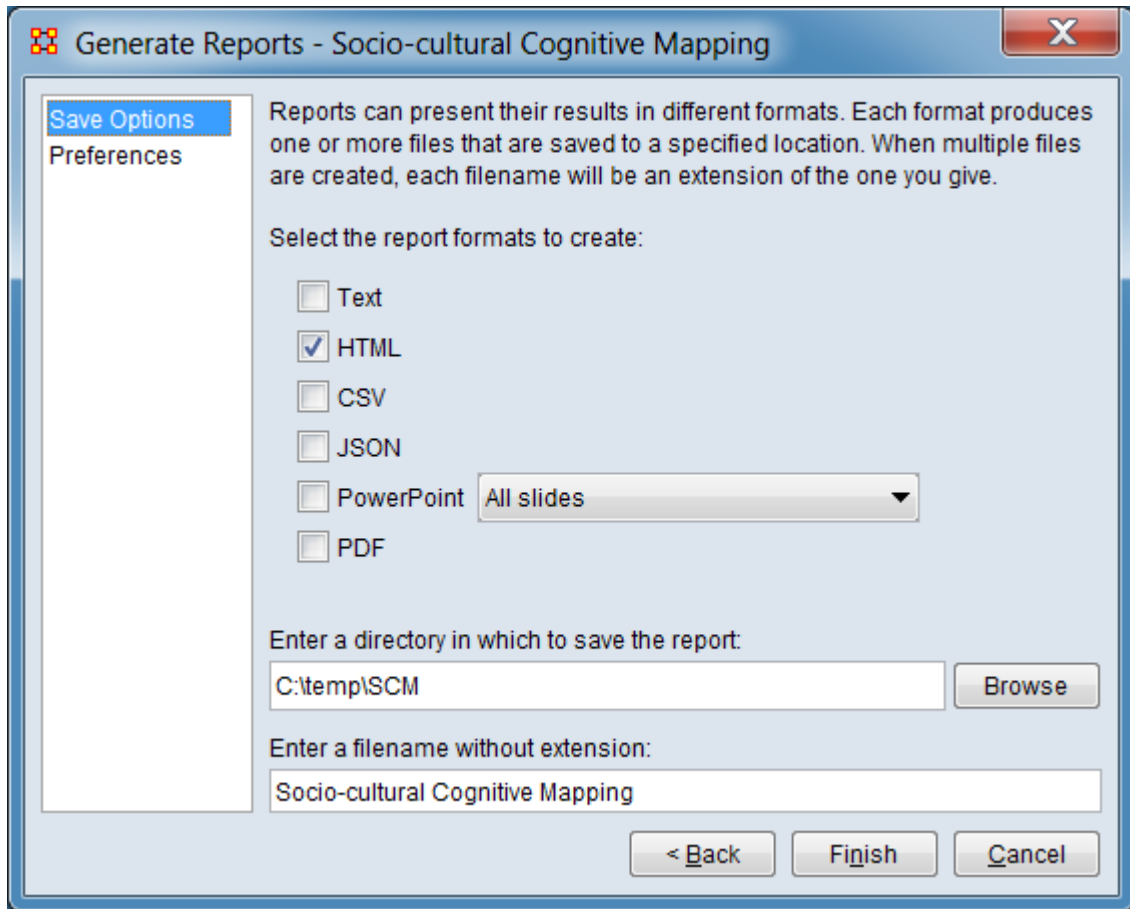 Generate Reports - Socio-cultural Cognitive Mapping
X
Save Options
Preferences
Reports can present their results in different formats. Each format produces
one or more files that are saved to a specified location. When multiple files
are created, each filename will be an extension of the one you give.
Select the report formats to create:
Text
HTML
CSV
JSON
PowerPoint All slides
PDF
Enter a directory in which to save the report:
C:\temp\SCM Browse
Enter a filename without extension:
Socio-cultural Cognitive Mapping
< Back Finish Cancel